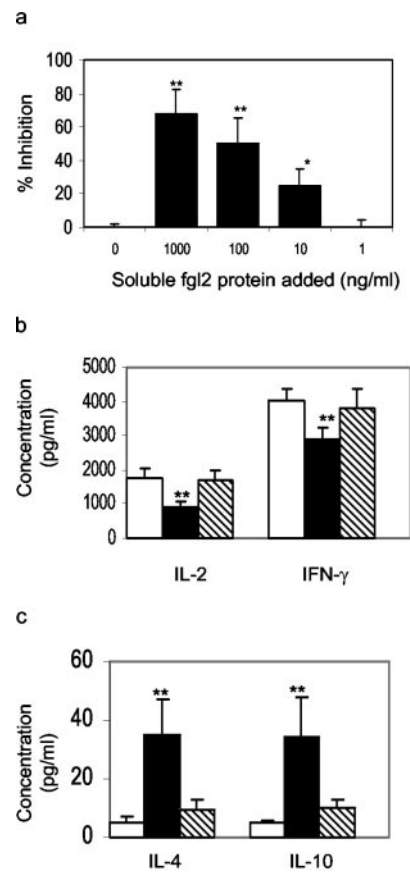 a
% Inhibition
100
80
60
40
20
0
** ** *
0 1000 100 10 1
Soluble fgl2 protein added (ng/ml)
b
Concentration
(pg/ml)
5000
4000
3000
2000
1000
0
** **
IL-2 IFN-γ
c
Concentration
(pg/ml)
60
40
20
0
** **
IL-4 IL-10